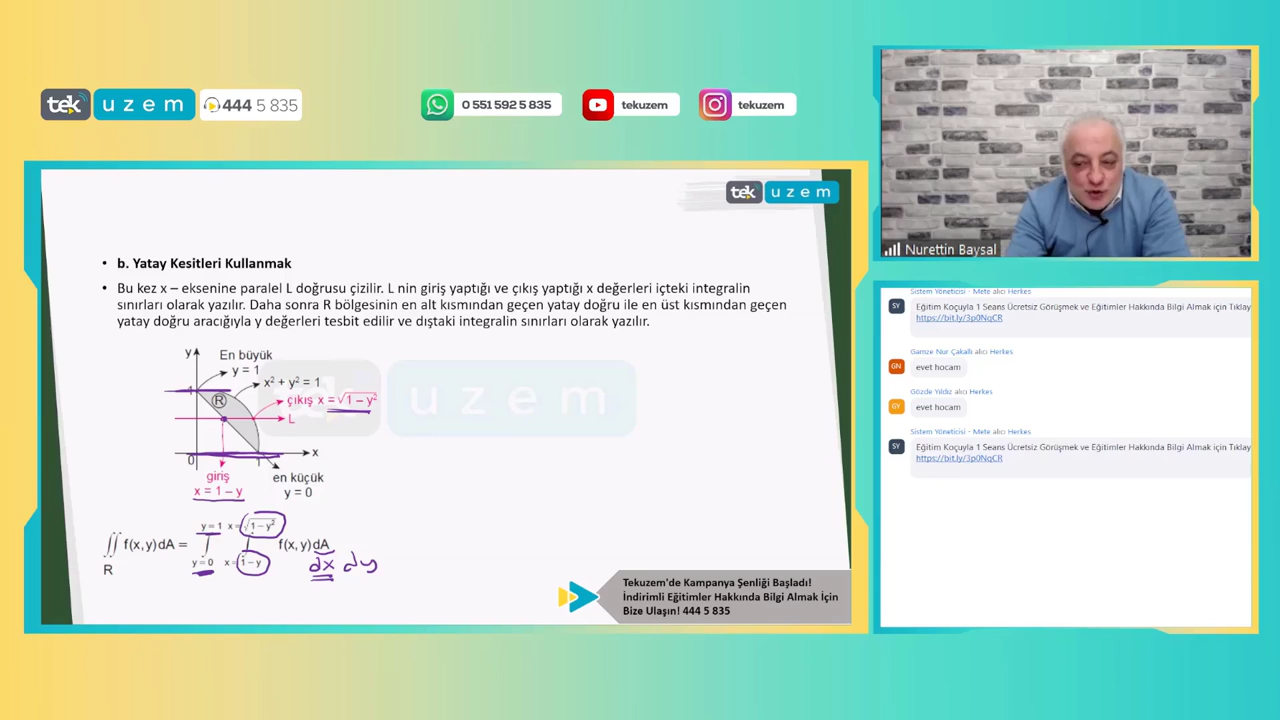 tek uzem 444 5 835
0 551 592 5 835
tekuzem
tekuzem
tek uzem
• b. Yatay Kesitleri Kullanmak
• Bu kez x – eksenine paralel L doğrusu çizilir. L nin giriş yaptığı ve çıkış yaptığı x değerleri içteki integralin
sınırları olarak yazılır. Daha sonra R bölgesinin en alt kısmından geçen yatay doğru ile en üst kısmından geçen
yatay doğru aracığıyla y değerleri tesbit edilir ve dıştaki integralin sınırları olarak yazılır.
y
En büyük
y = 1
x² + y² = 1
1
R
çıkış x = √1 – y²
L
uzem
0
1
x
giriş
x = 1 – y
en küçük
y = 0
y = 1 x = √1 – y²
∬ f(x,y)dA = ∫ ∫ f(x,y)dA
R
y = 0 x = 1 – y
dx dy
Tekuzem'de Kampanya Şenliği Başladı!
İndirimli Eğitimler Hakkında Bilgi Almak İçin
Bize Ulaşın! 444 5 835
Nurettin Baysal
Sistem Yöneticisi - Mete alıcı Herkes
SY
Eğitim Koçuyla 1 Seans Ücretsiz Görüşmek ve Eğitimler Hakkında Bilgi Almak için Tıklay
https://bit.ly/3p0NqCR
Gamze Nur Çakallı alıcı Herkes
GN
evet hocam
Gözde Yıldız alıcı Herkes
GY
evet hocam
Sistem Yöneticisi - Mete alıcı Herkes
SY
Eğitim Koçuyla 1 Seans Ücretsiz Görüşmek ve Eğitimler Hakkında Bilgi Almak için Tıklay
https://bit.ly/3p0NqCR